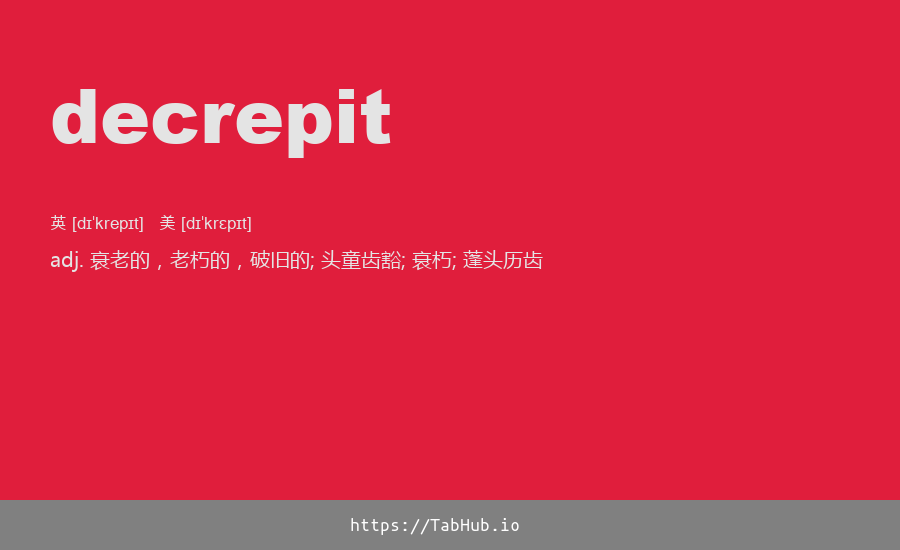 decrepit
英 [dɪˈkrepɪt] 美 [dɪˈkrɛpɪt]
adj. 衰老的，老朽的，破旧的; 头童齿豁; 衰朽; 蓬头历齿
https://TabHub.io